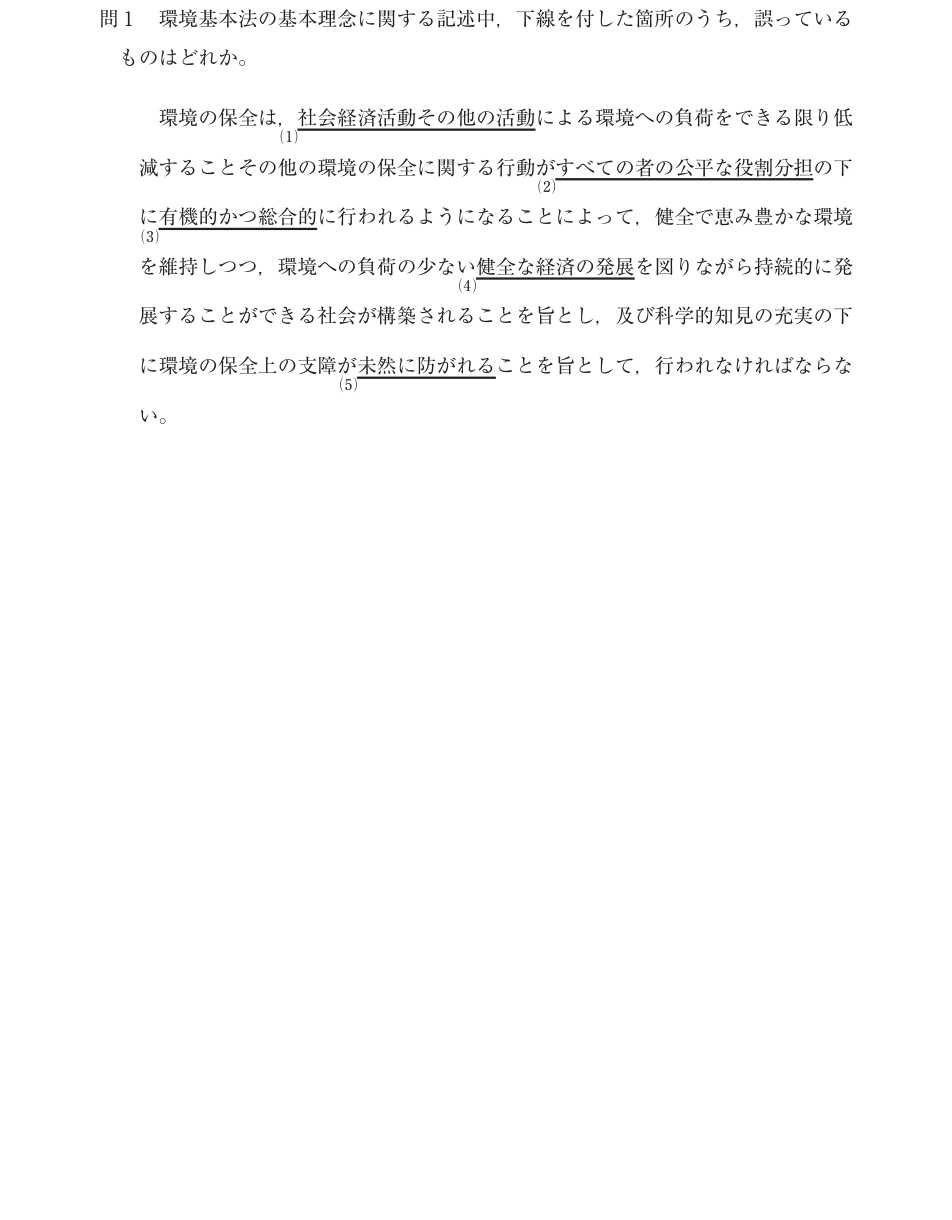 問1 環境基本法の基本理念に関する記述中，下線を付した箇所のうち，誤っている
ものはどれか。
環境の保全は，社会経済活動その他の活動による環境への負荷をできる限り低
(1)
減することその他の環境の保全に関する行動がすべての者の公平な役割分担の下
(2)
に有機的かつ総合的に行われるようになることによって，健全で恵み豊かな環境
(3)
を維持しつつ，環境への負荷の少ない健全な経済の発展を図りながら持続的に発
(4)
展することができる社会が構築されることを旨とし，及び科学的知見の充実の下
に環境の保全上の支障が未然に防がれることを旨として，行われなければならな
(5)
い。